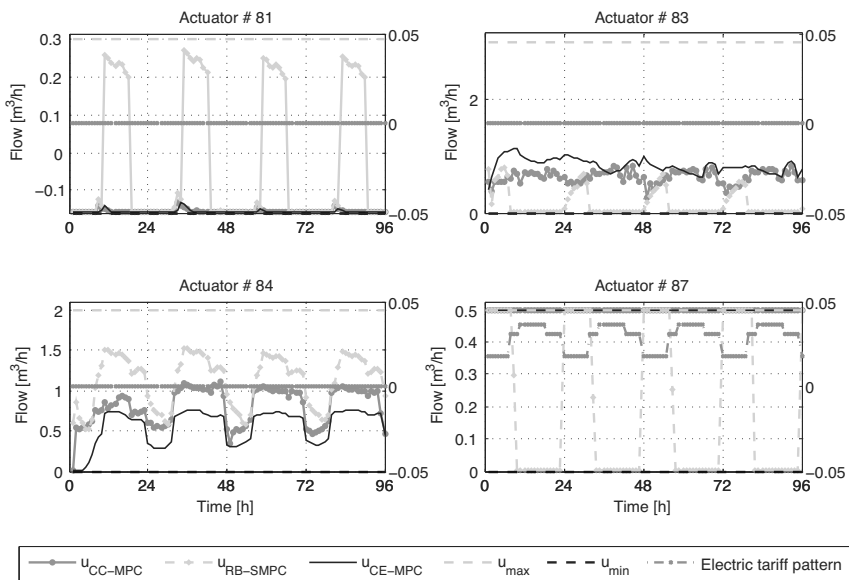 Actuator # 81
Actuator # 83
0.3
0.2
0.1
0
−0.1
0.05
0
−0.05
Flow [m³/h]
0 24 48 72 96
2
1
0
0.05
0
−0.05
Flow [m³/h]
0 24 48 72 96
Actuator # 84
Actuator # 87
2
1.5
1
0.5
0
0.05
0
−0.05
Flow [m³/h]
0 24 48 72 96
Time [h]
0.5
0.4
0.3
0.2
0.1
0
0.05
0
−0.05
Flow [m³/h]
0 24 48 72 96
Time [h]
u_CC−MPC u_RB−SMPC u_CE−MPC u_max u_min Electric tariff pattern